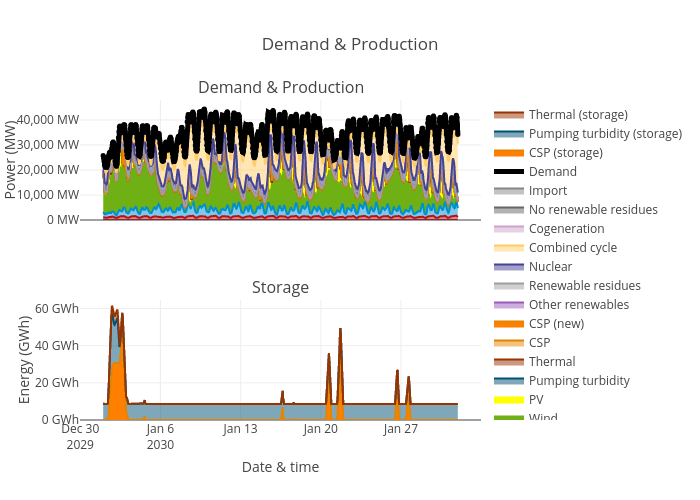 Demand & Production
Demand & Production
40,000 MW
30,000 MW
20,000 MW
10,000 MW
0 MW
Power (MW)
Storage
60 GWh
40 GWh
20 GWh
0 GWh
Energy (GWh)
Dec 30
2029
Jan 6
2030
Jan 13
Jan 20
Jan 27
Date & time
Thermal (storage)
Pumping turbidity (storage)
CSP (storage)
Demand
Import
No renewable residues
Cogeneration
Combined cycle
Nuclear
Renewable residues
Other renewables
CSP (new)
CSP
Thermal
Pumping turbidity
PV
Wind